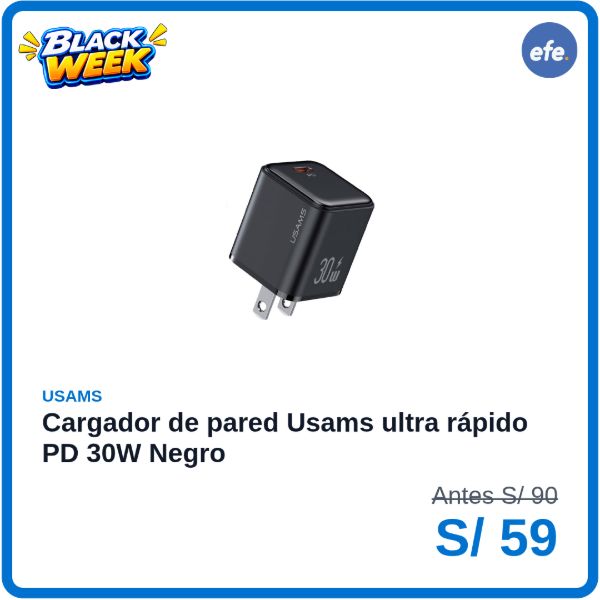 BLACK
WEEK
efe.
USAMS
30W
USAMS
Cargador de pared Usams ultra rápido
PD 30W Negro
Antes S/ 90
S/ 59